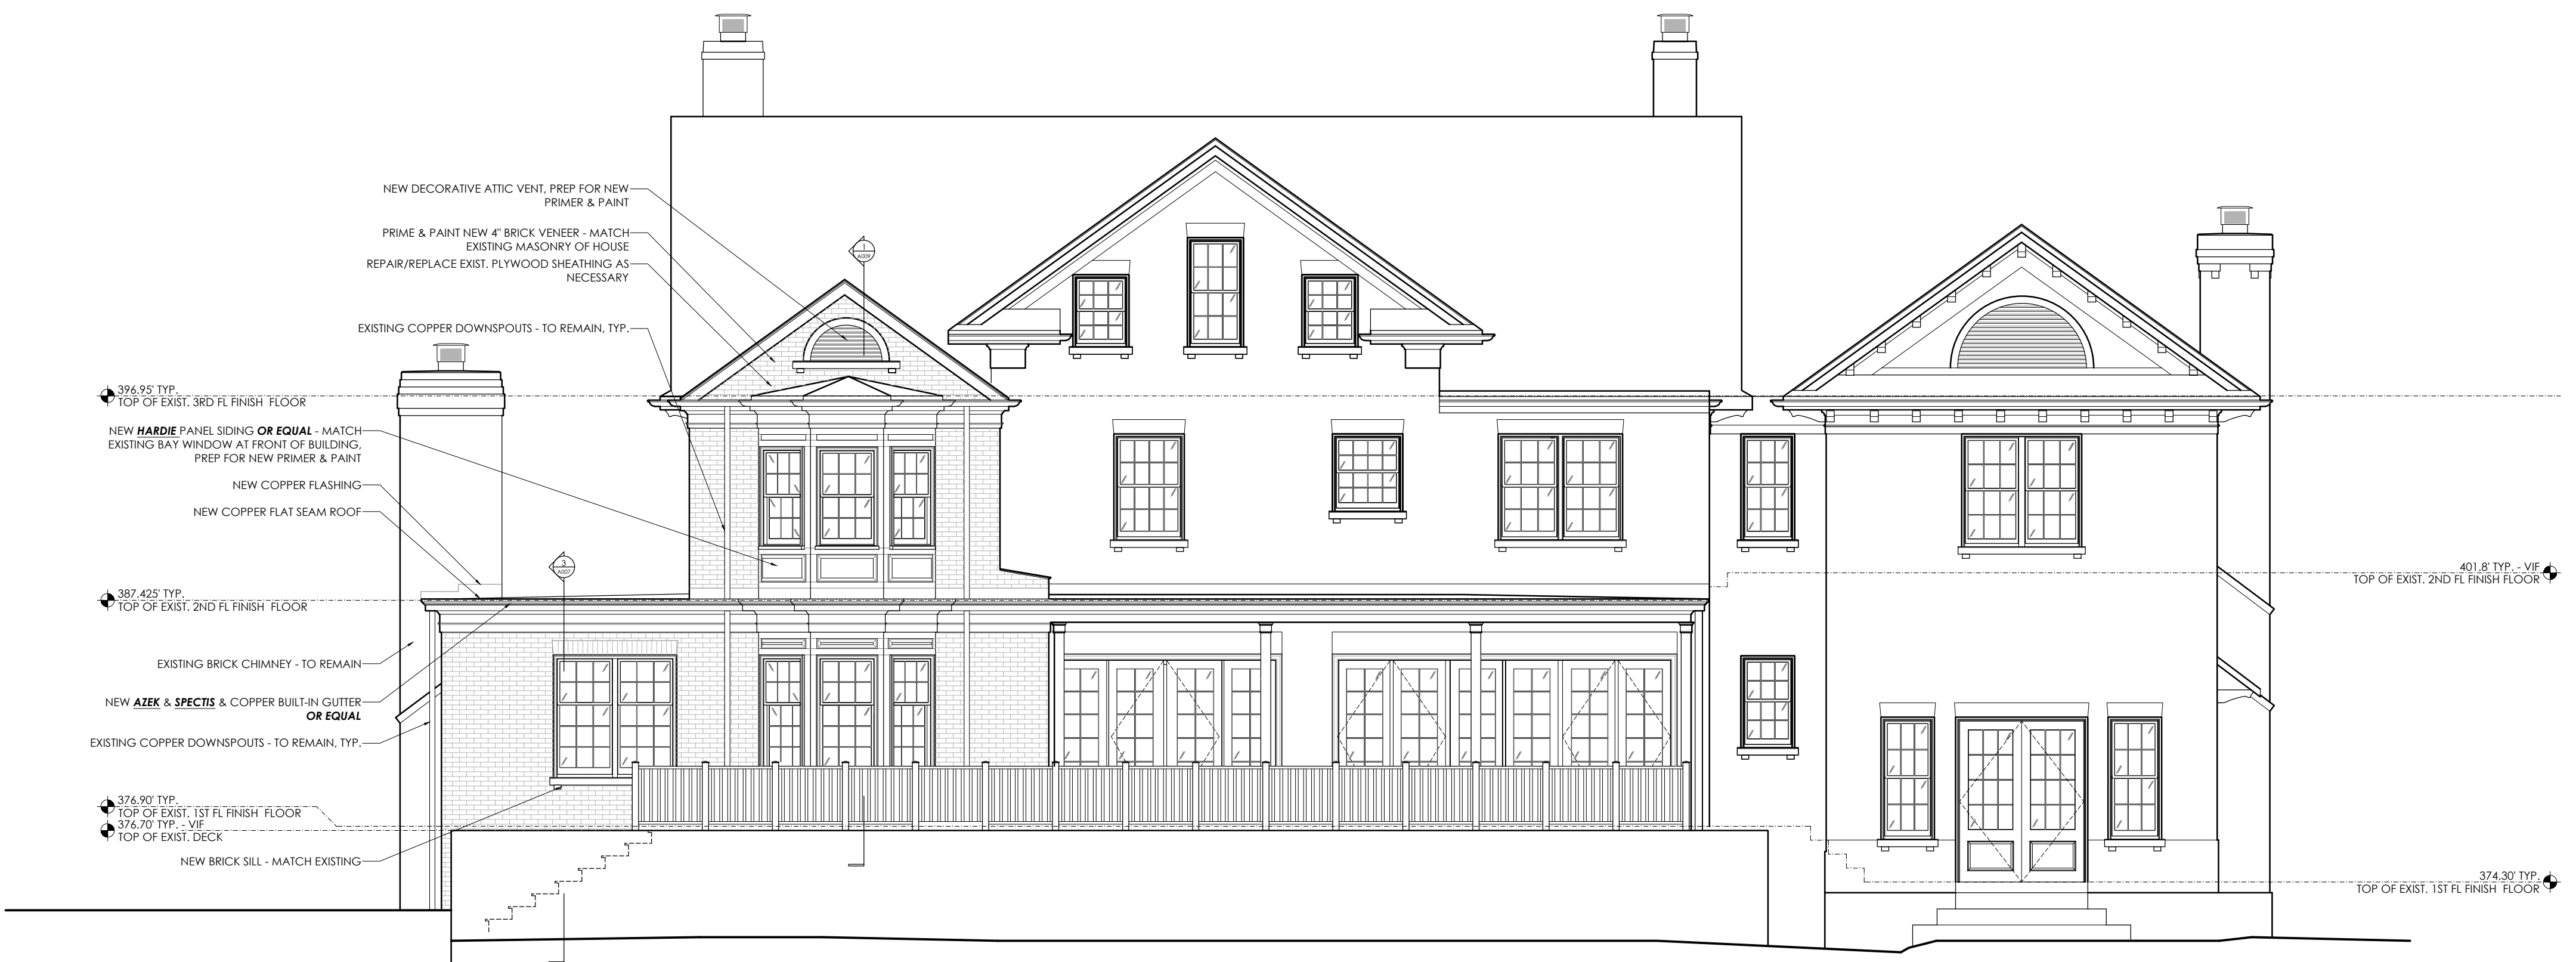 NEW DECORATIVE ATTIC VENT, PREP FOR NEW
PRIMER & PAINT
PRIME & PAINT NEW 4" BRICK VENEER - MATCH
EXISTING MASONRY OF HOUSE
1
A009
REPAIR/REPLACE EXIST. PLYWOOD SHEATHING AS
NECESSARY
EXISTING COPPER DOWNSPOUTS - TO REMAIN, TYP.
396.95' TYP.
TOP OF EXIST. 3RD FL FINISH FLOOR
NEW HARDIE PANEL SIDING OR EQUAL - MATCH
EXISTING BAY WINDOW AT FRONT OF BUILDING,
PREP FOR NEW PRIMER & PAINT
NEW COPPER FLASHING
NEW COPPER FLAT SEAM ROOF
3
A007
387.425' TYP.
TOP OF EXIST. 2ND FL FINISH FLOOR
401.8' TYP. - VIF
TOP OF EXIST. 2ND FL FINISH FLOOR
EXISTING BRICK CHIMNEY - TO REMAIN
NEW AZEK & SPECTIS & COPPER BUILT-IN GUTTER
OR EQUAL
EXISTING COPPER DOWNSPOUTS - TO REMAIN, TYP.
376.90' TYP.
TOP OF EXIST. 1ST FL FINISH FLOOR
376.70' TYP. - VIF
TOP OF EXIST. DECK
NEW BRICK SILL - MATCH EXISTING
374.30' TYP.
TOP OF EXIST. 1ST FL FINISH FLOOR